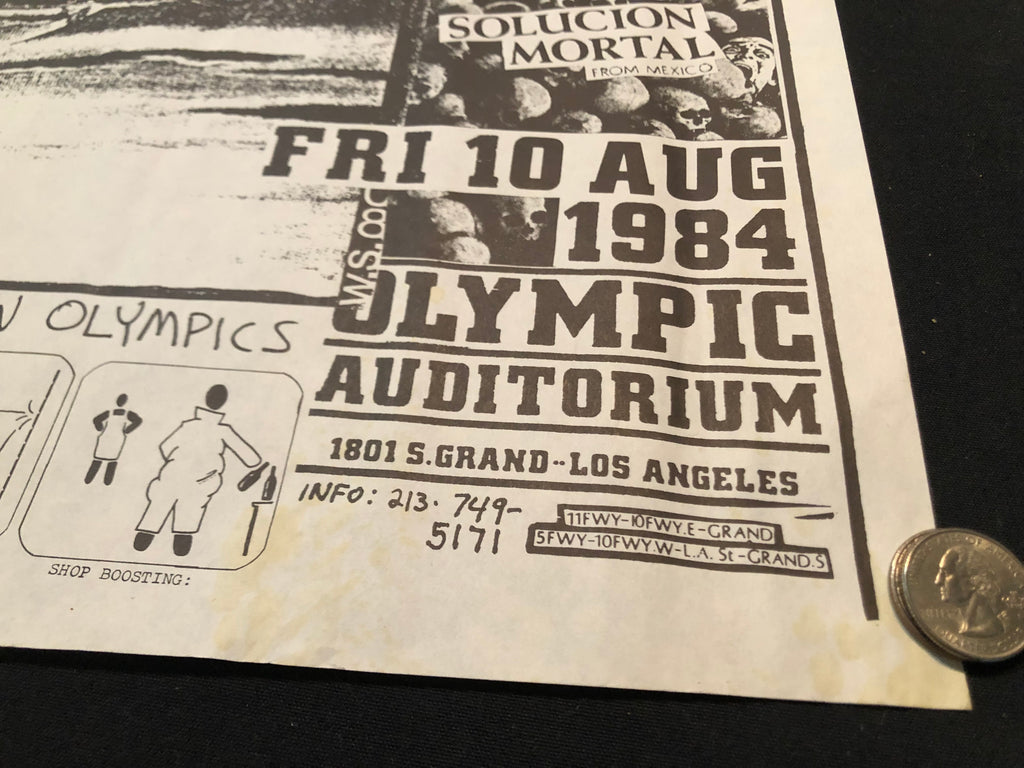 SOLUCION
MORTAL
FROM MEXICO
FRI 10 AUG
1984
OLYMPIC
AUDITORIUM
1801 S.GRAND--LOS ANGELES
INFO: 213. 749-
5171
11FWY-10FWY.E-GRAND
5FWY-10FWY.W-L.A. St-GRAND.S
OLYMPICS
SHOP BOOSTING: